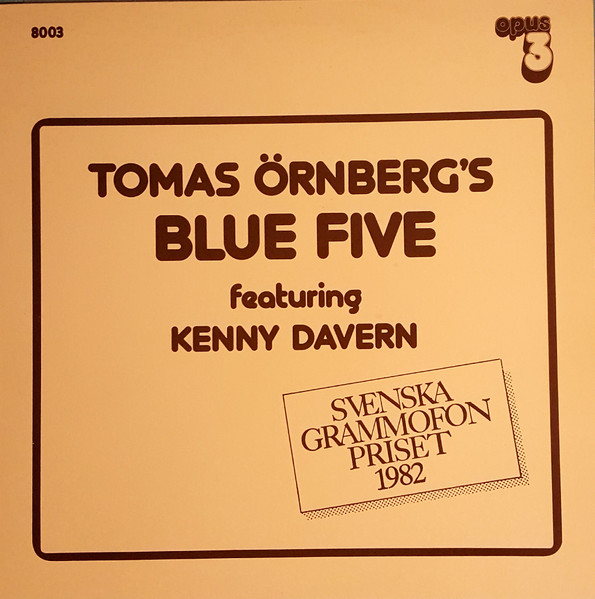 8003
opus
3
TOMAS ÖRNBERG'S
BLUE FIVE
featuring
KENNY DAVERN
SVENSKA
GRAMMOFON
PRISET
1982